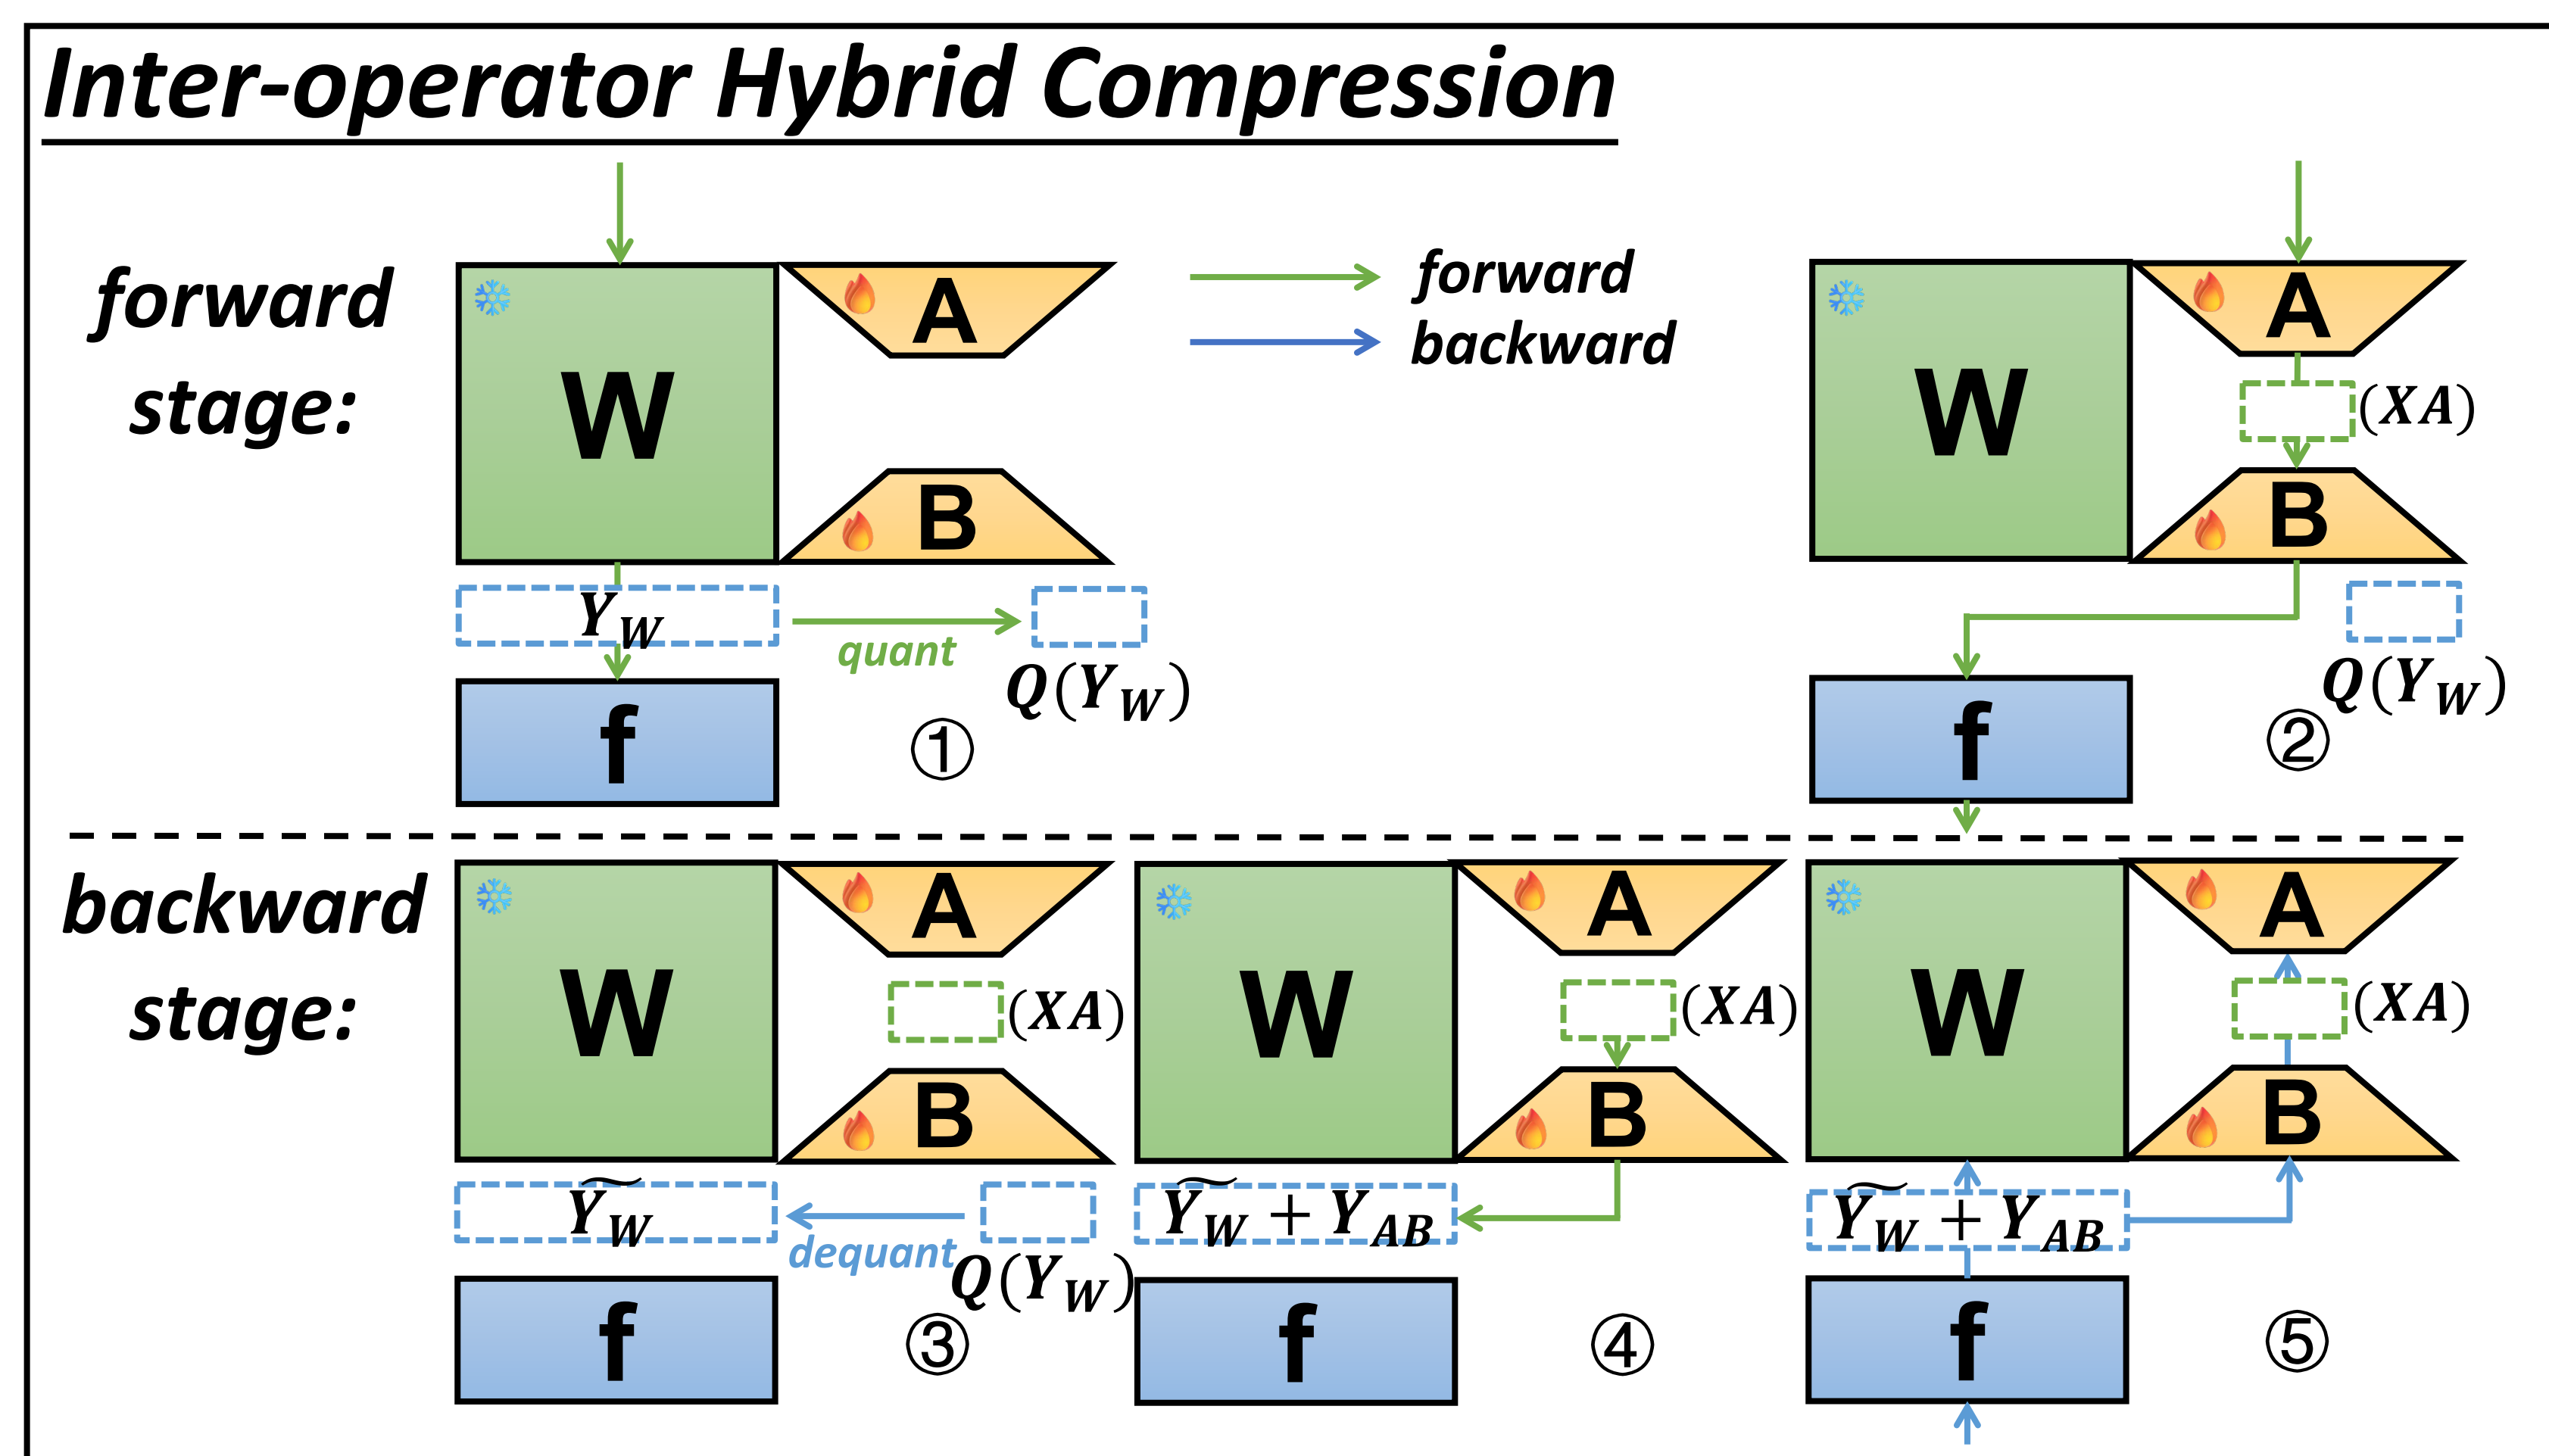 Inter-operator Hybrid Compression
forward stage:
W
A
B
forward
backward
Y_W
quant
Q(Y_W)
f
①
W
A
(XA)
B
Q(Y_W)
f
②
backward stage:
W
A
(XA)
B
Ỹ_W
dequant
Q(Y_W)
f
③
W
A
(XA)
B
Ỹ_W + Y_AB
f
④
W
A
(XA)
B
Ỹ_W + Y_AB
f
⑤